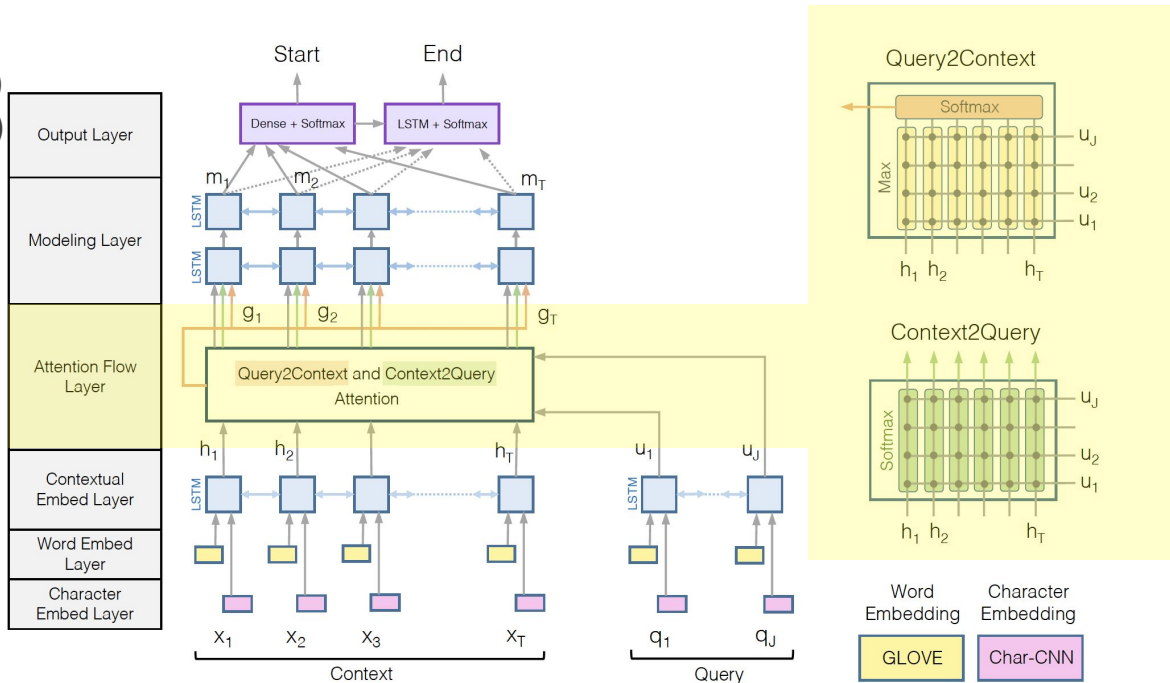 Start
End
Output Layer
Dense + Softmax
LSTM + Softmax
m1
m2
mT
Modeling Layer
LSTM
LSTM
g1
g2
gT
Attention Flow
Layer
Query2Context and Context2Query
Attention
h1
h2
hT
u1
uJ
Contextual
Embed Layer
LSTM
LSTM
Word Embed
Layer
Character
Embed Layer
x1
x2
x3
xT
q1
qJ
Context
Query
Query2Context
Softmax
Max
uJ
u2
u1
h1
h2
hT
Context2Query
Softmax
uJ
u2
u1
h1
h2
hT
Word
Embedding
GLOVE
Character
Embedding
Char-CNN